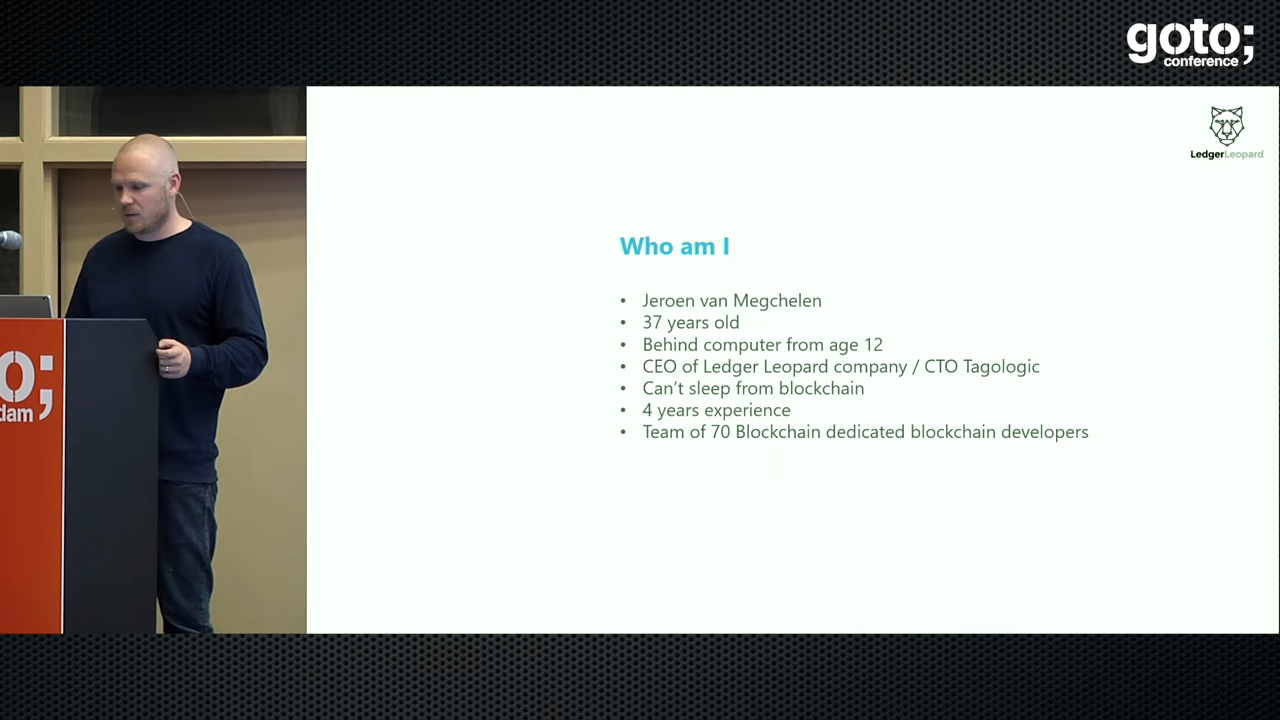 goto;
conference
LedgerLeopard
Who am I
• Jeroen van Megchelen
• 37 years old
• Behind computer from age 12
• CEO of Ledger Leopard company / CTO Tagologic
• Can't sleep from blockchain
• 4 years experience
• Team of 70 Blockchain dedicated blockchain developers
o;
dam